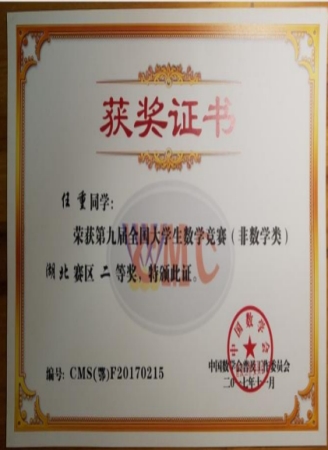 获奖证书
任重同学:
荣获第九届全国大学生数学竞赛(非数学类)
湖北赛区二等奖,特颁此证。
中国数学会普及工作委员会
编号: CMS(鄂)F20170215
二〇一七年十一月